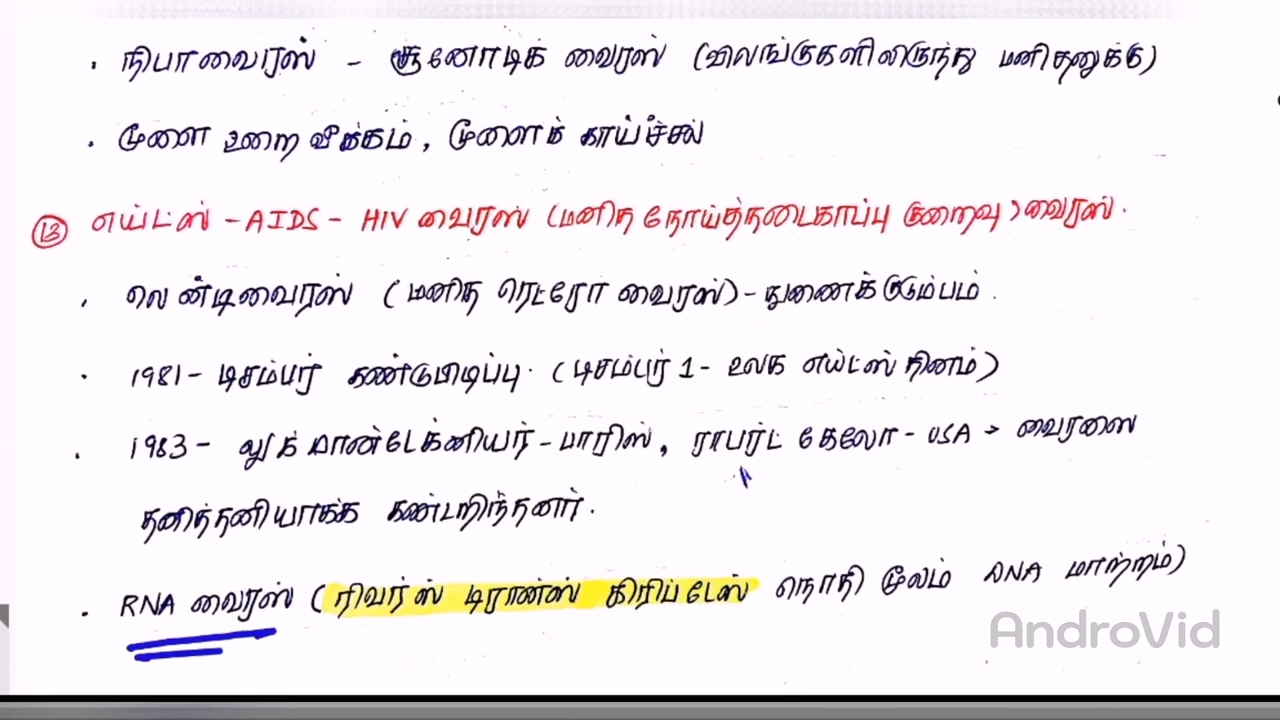 . நிபாவைரஸ் - சூனோடிக் வைரஸ் (விலங்குகளிலிருந்து மனிதனுக்கு)
. மூளை உறை வீக்கம், மூளைக் காய்ச்சல்
13 எய்ட்ஸ் - AIDS - HIV வைரஸ் (மனித நோய்த்தடைகாப்பு குறைவு) வைரஸ்.
. லென்டிவைரஸ் (மனித ரெட்ரோ வைரஸ்) - துணைக்குடும்பம்.
. 1981 - டிசம்பர் கண்டுபிடிப்பு. (டிசம்பர் 1 - உலக எய்ட்ஸ் தினம்)
. 1983 - லுக் மான்டேக்னியர் - பாரிஸ், ராபர்ட் கேலோ - USA > வைரஸை
தனித்தனியாக்க கண்டறிந்தனர்.
. RNA வைரஸ் (ரிவர்ஸ் டிரான்ஸ் கிரிப்டேஸ் நொதி மூலம் DNA மாற்றம்)
AndroVid